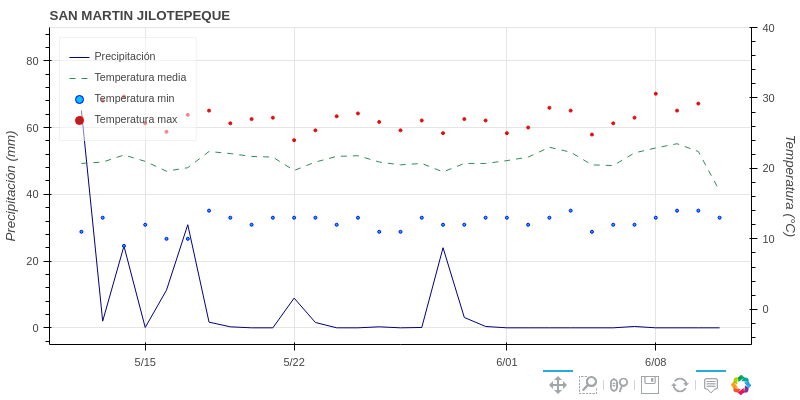 SAN MARTIN JILOTEPEQUE
Precipitación
Temperatura media
Temperatura min
Temperatura max
Precipitación (mm)
80
60
40
20
0
Temperatura (°C)
40
30
20
10
0
5/15
5/22
6/01
6/08